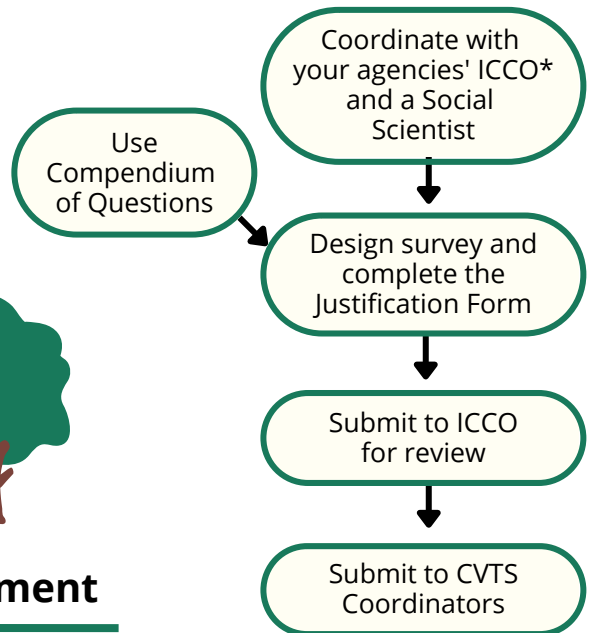 Coordinate with
your agencies' ICCO*
and a Social
Scientist
Use
Compendium
of Questions
Design survey and
complete the
Justification Form
Submit to ICCO
for review
Submit to CVTS
Coordinators